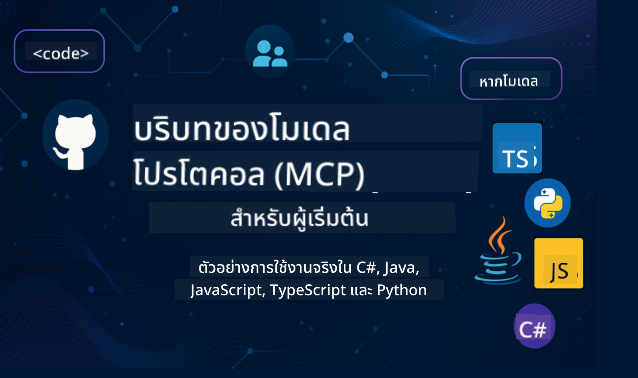 <code>
หากโมเดล
บริบทของโมเดล
โปรโตคอล (MCP)
สำหรับผู้เริ่มต้น
ตัวอย่างการใช้งานจริงใน C#, Java,
JavaScript, TypeScript และ Python
TS
JS
C#